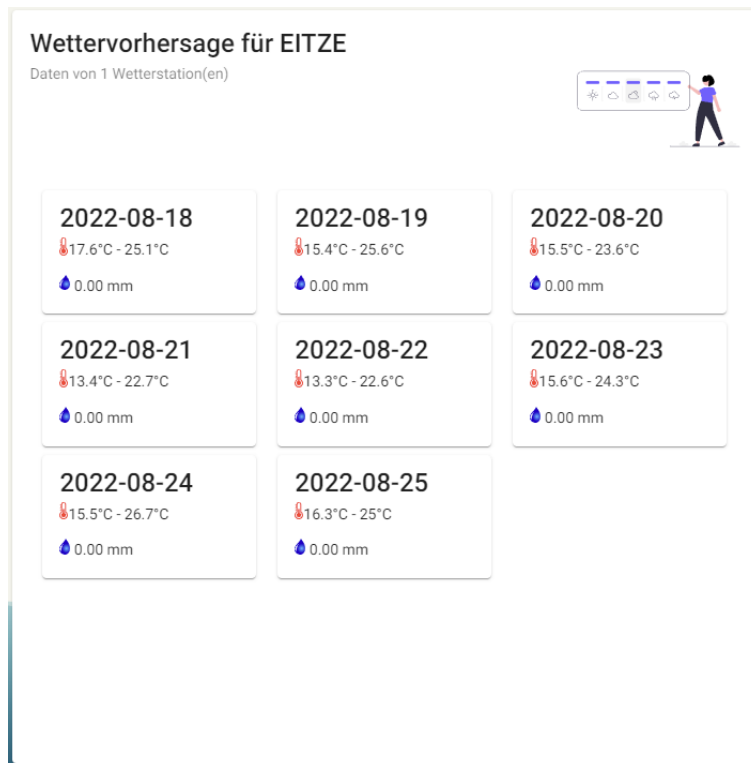 Wettervorhersage für EITZE
Daten von 1 Wetterstation(en)
2022-08-18
17.6°C - 25.1°C
0.00 mm
2022-08-19
15.4°C - 25.6°C
0.00 mm
2022-08-20
15.5°C - 23.6°C
0.00 mm
2022-08-21
13.4°C - 22.7°C
0.00 mm
2022-08-22
13.3°C - 22.6°C
0.00 mm
2022-08-23
15.6°C - 24.3°C
0.00 mm
2022-08-24
15.5°C - 26.7°C
0.00 mm
2022-08-25
16.3°C - 25°C
0.00 mm